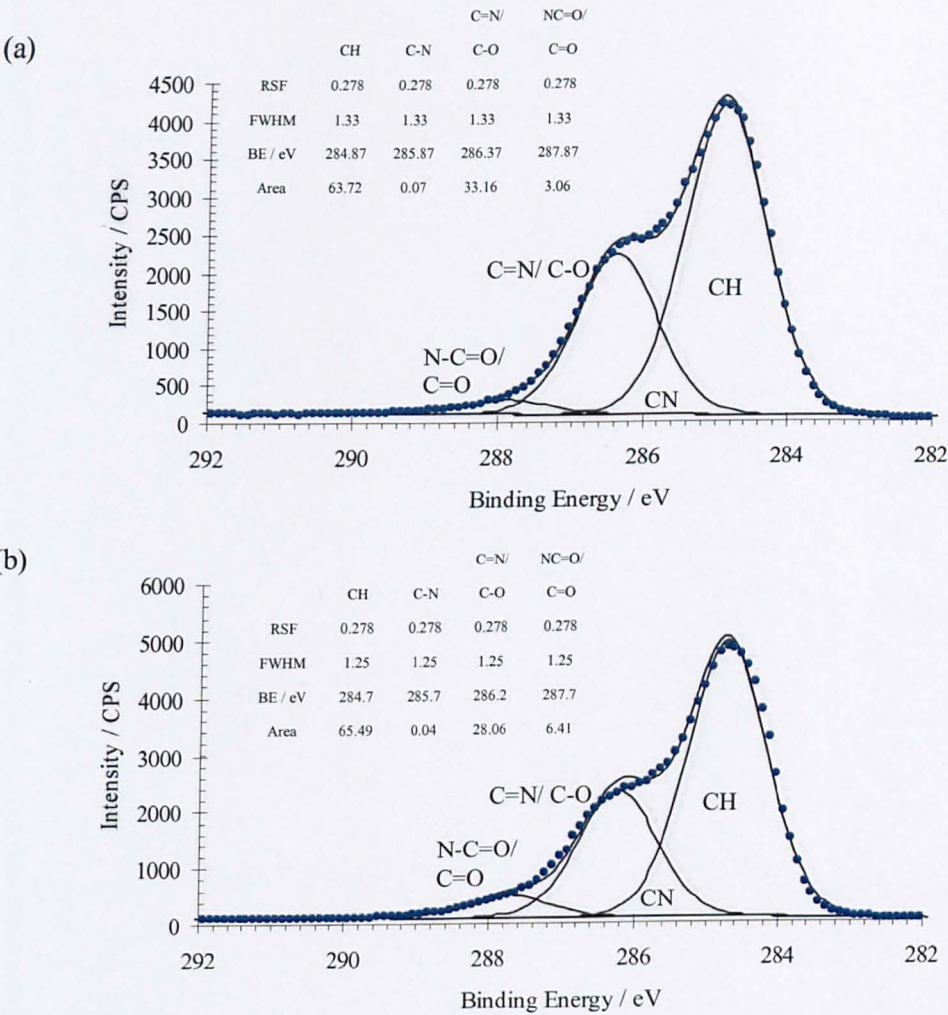 (a)
C=N/ NC=O/
CH C-N C-O C=O
RSF 0.278 0.278 0.278 0.278
FWHM 1.33 1.33 1.33 1.33
BE / eV 284.87 285.87 286.37 287.87
Area 63.72 0.07 33.16 3.06
4500
4000
3500
3000
2500
2000
1500
1000
500
0
Intensity / CPS
C=N/ C-O
CH
N-C=O/
C=O
CN
292 290 288 286 284 282
Binding Energy / eV
(b)
C=N/ NC=O/
CH C-N C-O C=O
RSF 0.278 0.278 0.278 0.278
FWHM 1.25 1.25 1.25 1.25
BE / eV 284.7 285.7 286.2 287.7
Area 65.49 0.04 28.06 6.41
6000
5000
4000
3000
2000
1000
0
Intensity / CPS
C=N/ C-O
CH
N-C=O/
C=O
CN
292 290 288 286 284 282
Binding Energy / eV